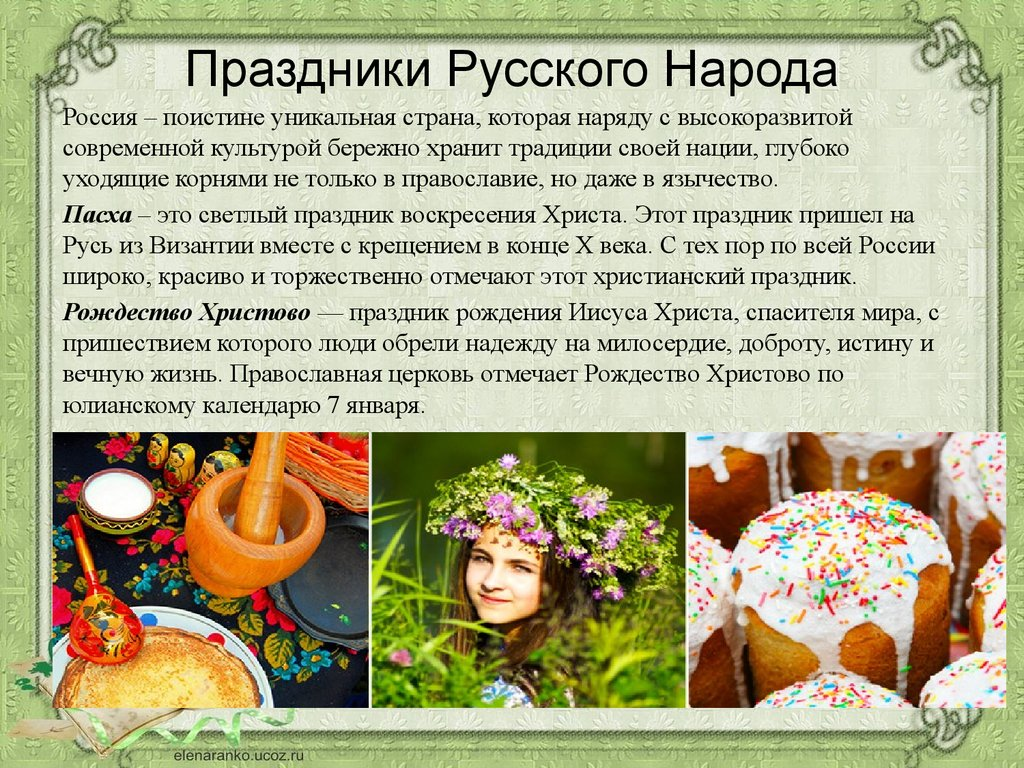 Праздники Русского Народа
Россия – поистине уникальная страна, которая наряду с высокоразвитой
современной культурой бережно хранит традиции своей нации, глубоко
уходящие корнями не только в православие, но даже в язычество.
Пасха – это светлый праздник воскресения Христа. Этот праздник пришел на
Русь из Византии вместе с крещением в конце X века. С тех пор по всей России
широко, красиво и торжественно отмечают этот христианский праздник.
Рождество Христово — праздник рождения Иисуса Христа, спасителя мира, с
пришествием которого люди обрели надежду на милосердие, доброту, истину и
вечную жизнь. Православная церковь отмечает Рождество Христово по
юлианскому календарю 7 января.
elenaranko.ucoz.ru